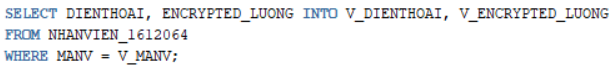 SELECT DIENTHOAI, ENCRYPTED_LUONG INTO V_DIENTHOAI, V_ENCRYPTED_LUONG
FROM NHANVIEN_1612064
WHERE MANV = V_MANV;